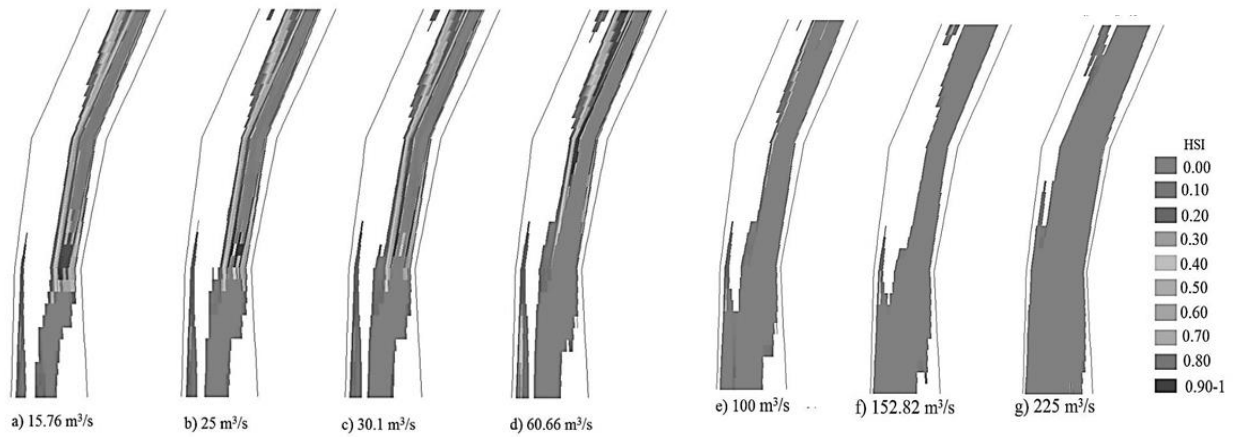 HSI
0.00
0.10
0.20
0.30
0.40
0.50
0.60
0.70
0.80
0.90-1
a) 15.76 m³/s
b) 25 m³/s
c) 30.1 m³/s
d) 60.66 m³/s
e) 100 m³/s
f) 152.82 m³/s
g) 225 m³/s